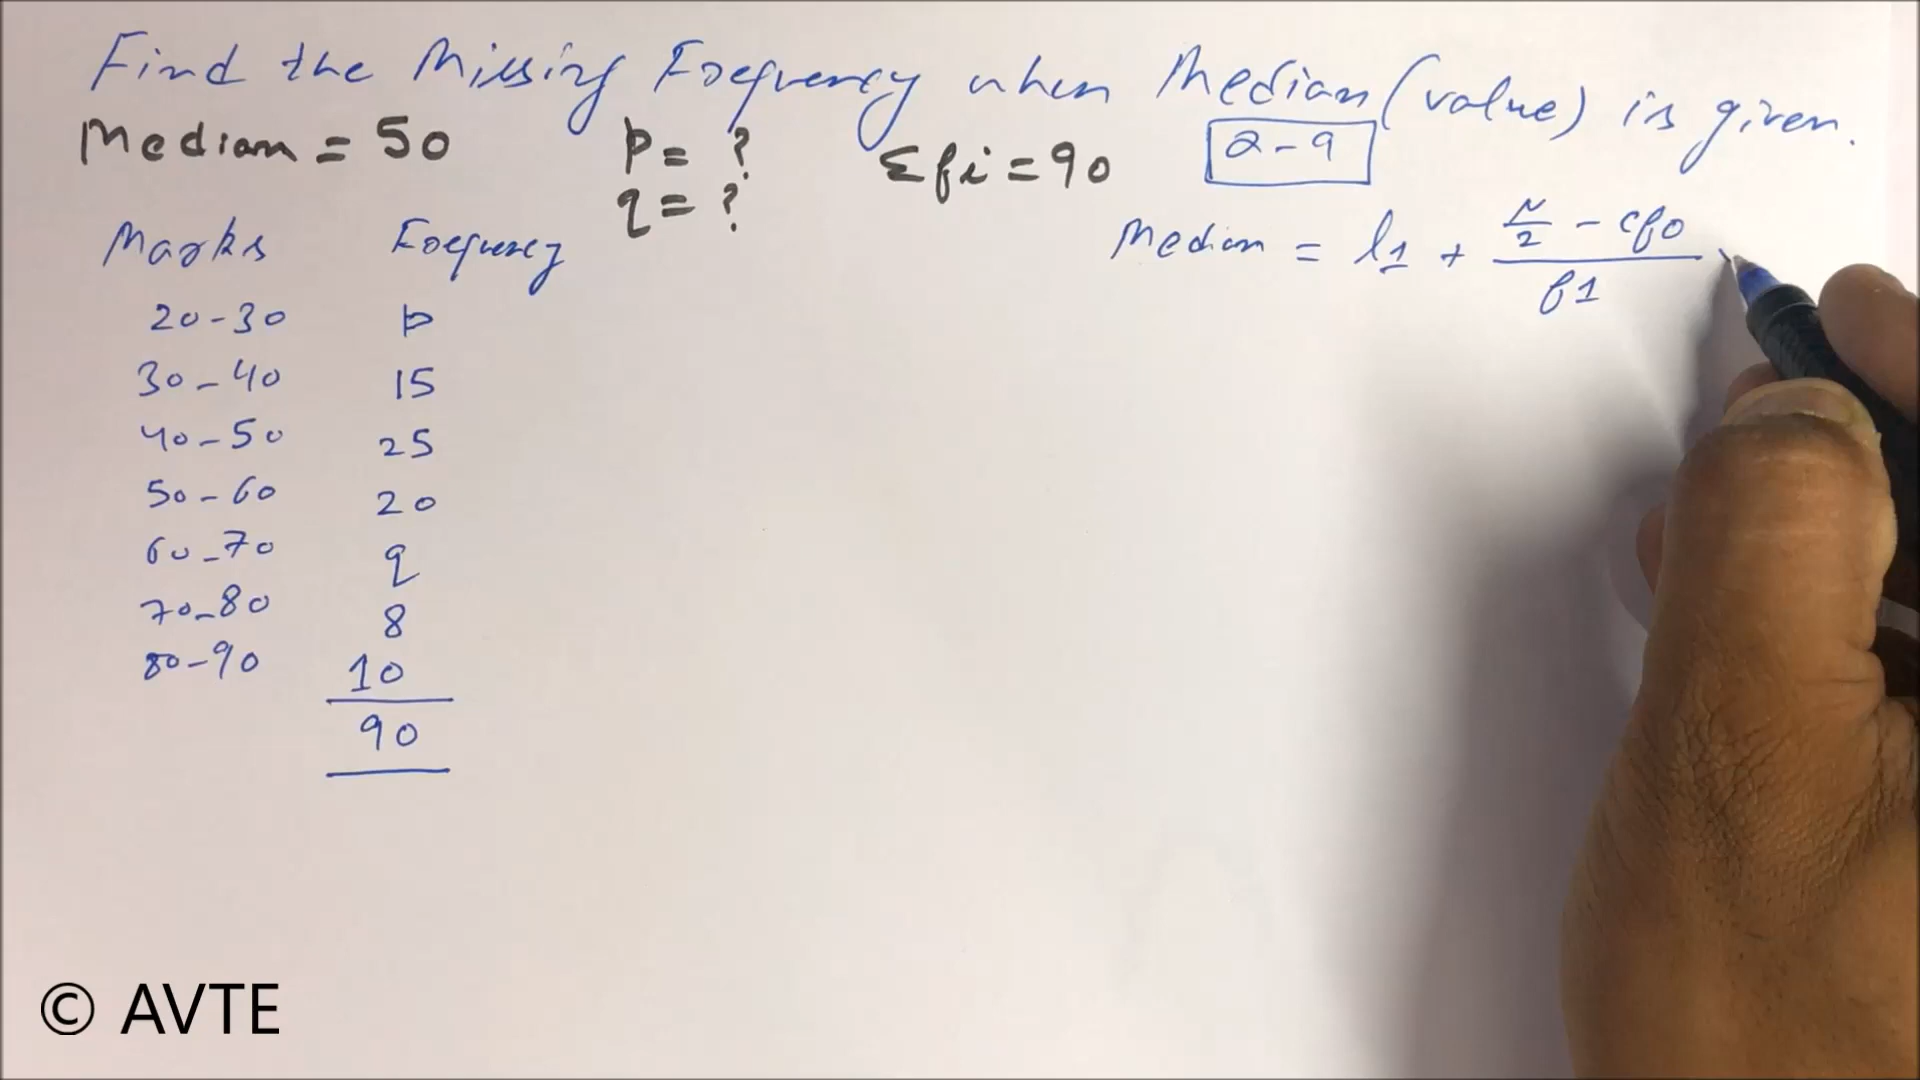 Find the Missing Frequency when Median (value) is given.
Median = 50 p = ? Σfi = 90 Q-9
q = ?
Marks Frequency Median = l1 + N/2 - cf0 / f1
20-30 p
30-40 15
40-50 25
50-60 20
60-70 q
70-80 8
80-90 10
90
© AVTE